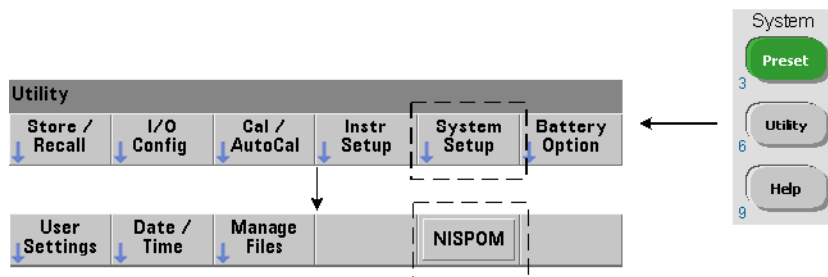 System
Preset
3
Utility
6
Help
9
Utility
Store / Recall
I/O Config
Cal / AutoCal
Instr Setup
System Setup
Battery Option
User Settings
Date / Time
Manage Files
NISPOM